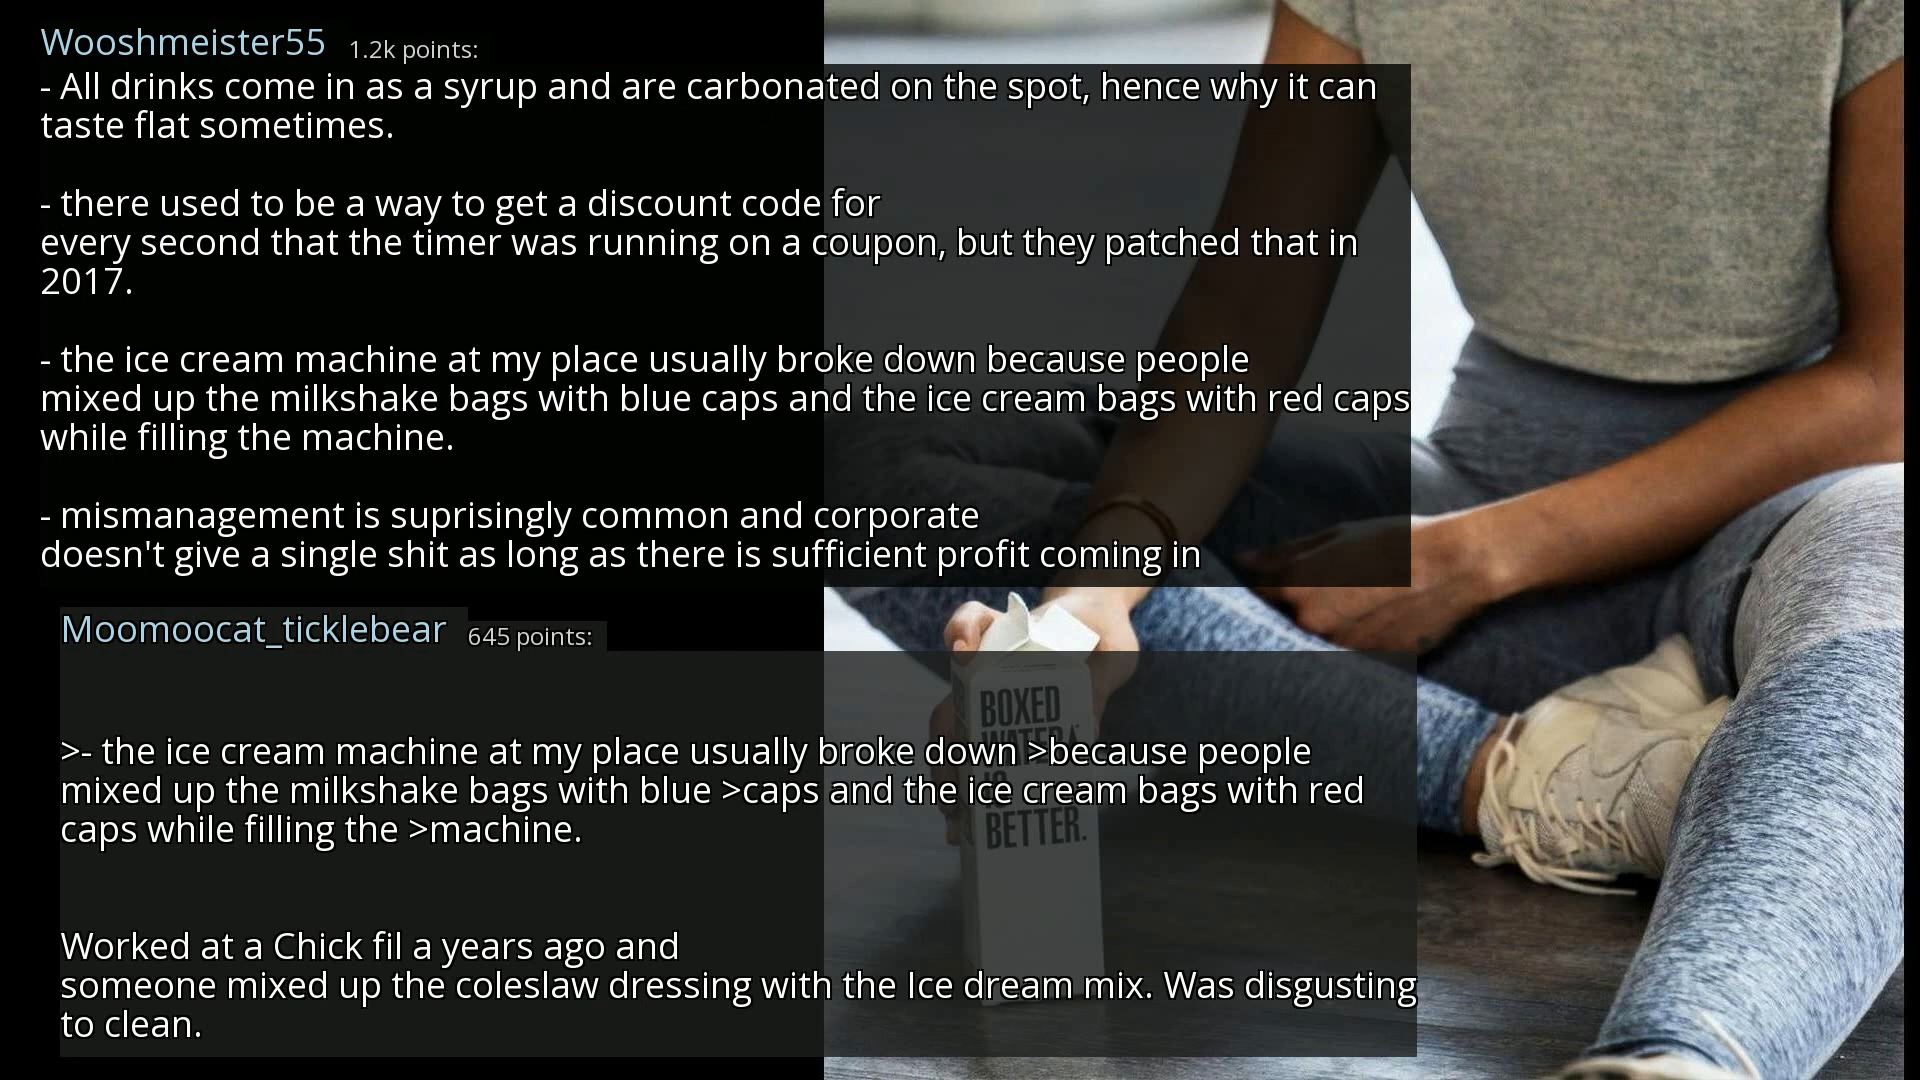 Wooshmeister55 1.2k points:
- All drinks come in as a syrup and are carbonated on the spot, hence why it can
taste flat sometimes.
- there used to be a way to get a discount code for
every second that the timer was running on a coupon, but they patched that in
2017.
- the ice cream machine at my place usually broke down because people
mixed up the milkshake bags with blue caps and the ice cream bags with red caps
while filling the machine.
- mismanagement is suprisingly common and corporate
doesn't give a single shit as long as there is sufficient profit coming in
Moomoocat_ticklebear 645 points:
>- the ice cream machine at my place usually broke down >because people
mixed up the milkshake bags with blue >caps and the ice cream bags with red
caps while filling the >machine.
Worked at a Chick fil a years ago and
someone mixed up the coleslaw dressing with the Ice dream mix. Was disgusting
to clean.
BOXED
WATER
IS
BETTER.